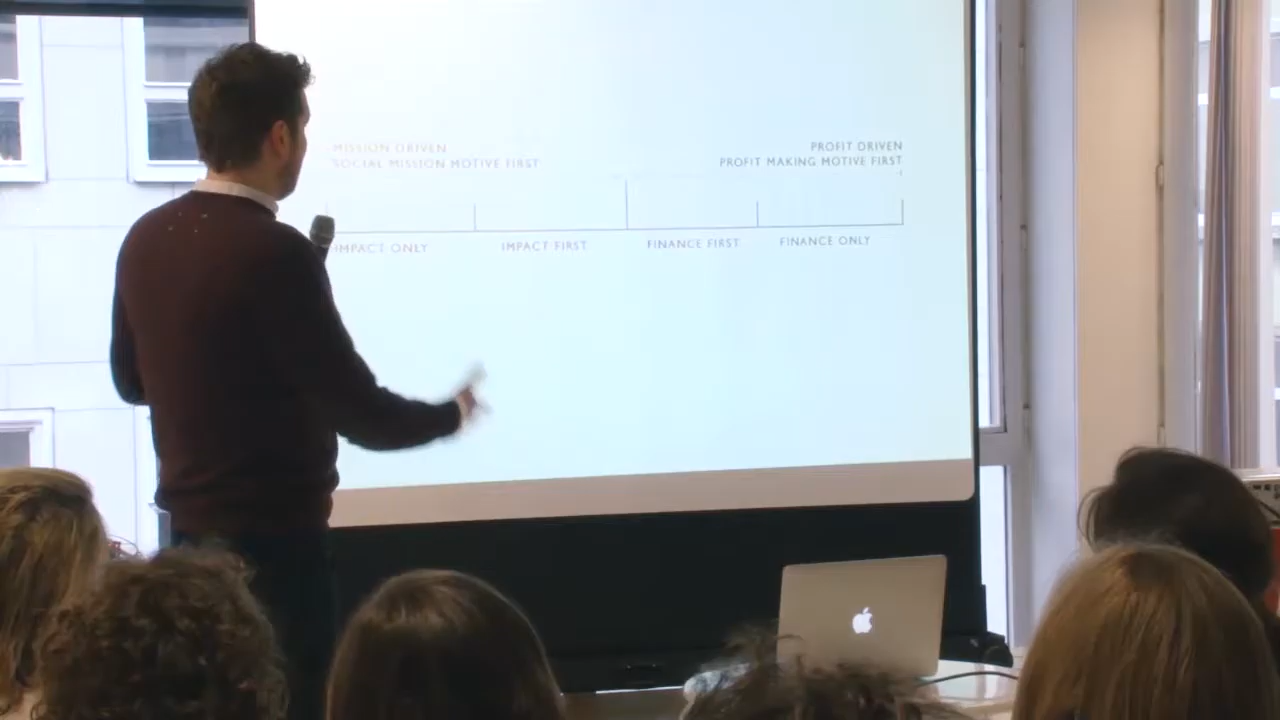 MISSION DRIVEN
SOCIAL MISSION MOTIVE FIRST
PROFIT DRIVEN
PROFIT MAKING MOTIVE FIRST
IMPACT ONLY
IMPACT FIRST
FINANCE FIRST
FINANCE ONLY